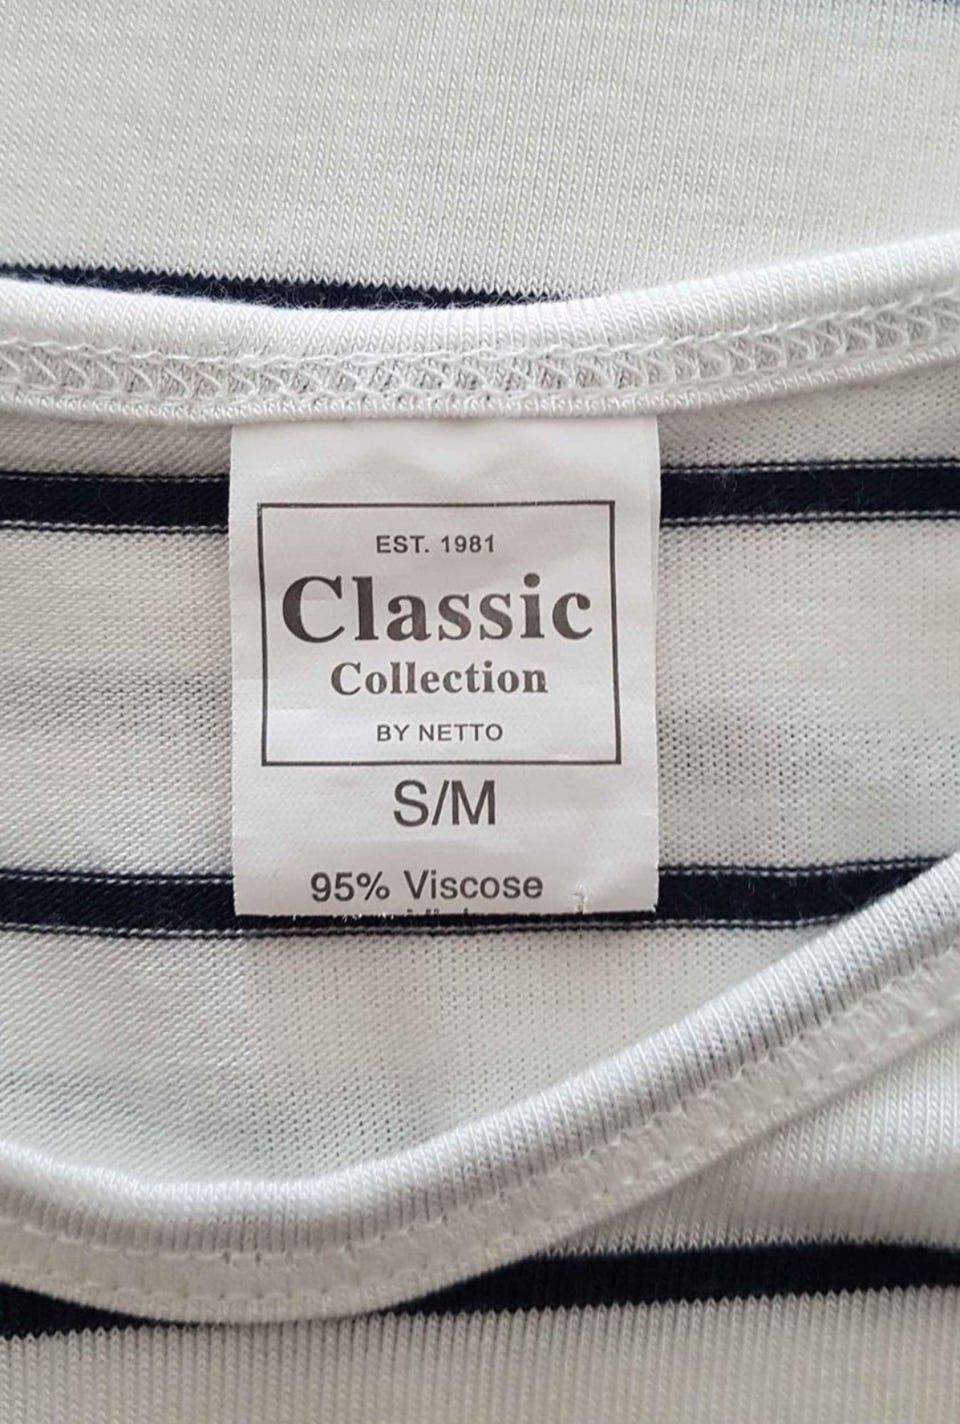 EST. 1981
Classic
Collection
BY NETTO
S/M
95% Viscose